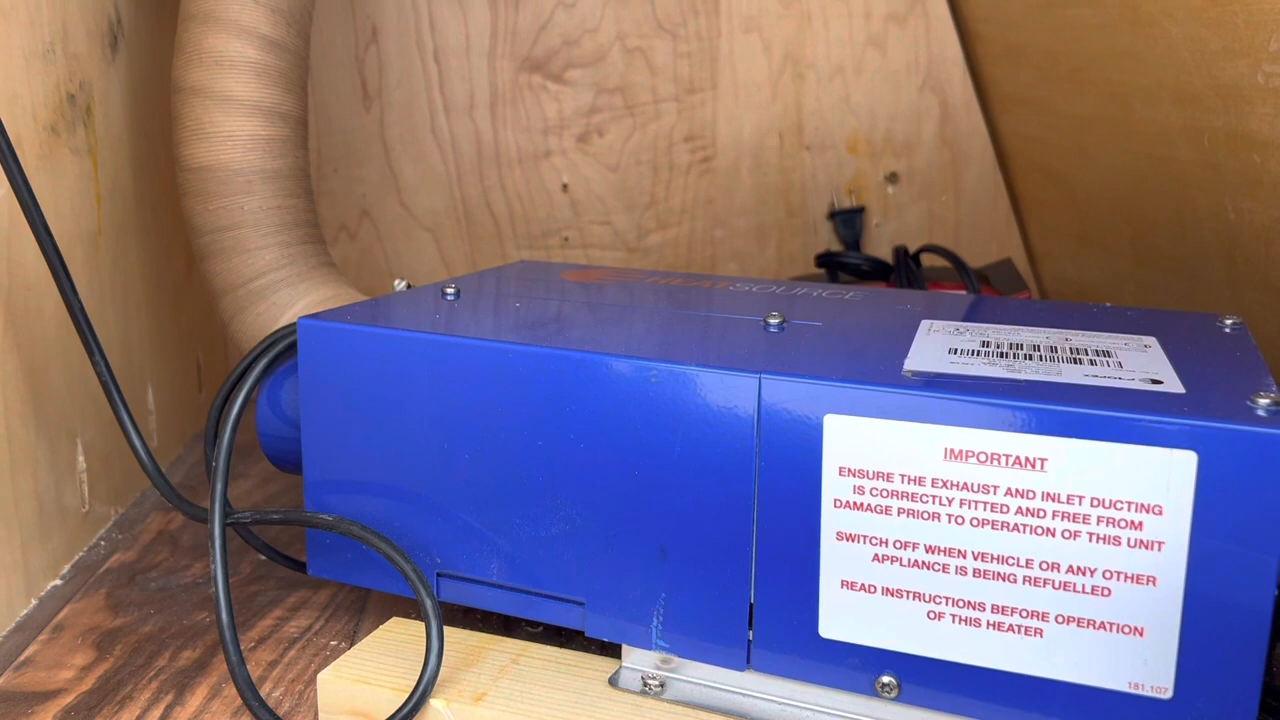 HEATSOURCE
PROPEX
IMPORTANT
ENSURE THE EXHAUST AND INLET DUCTING
IS CORRECTLY FITTED AND FREE FROM
DAMAGE PRIOR TO OPERATION OF THIS UNIT
SWITCH OFF WHEN VEHICLE OR ANY OTHER
APPLIANCE IS BEING REFUELLED
READ INSTRUCTIONS BEFORE OPERATION
OF THIS HEATER
181.107